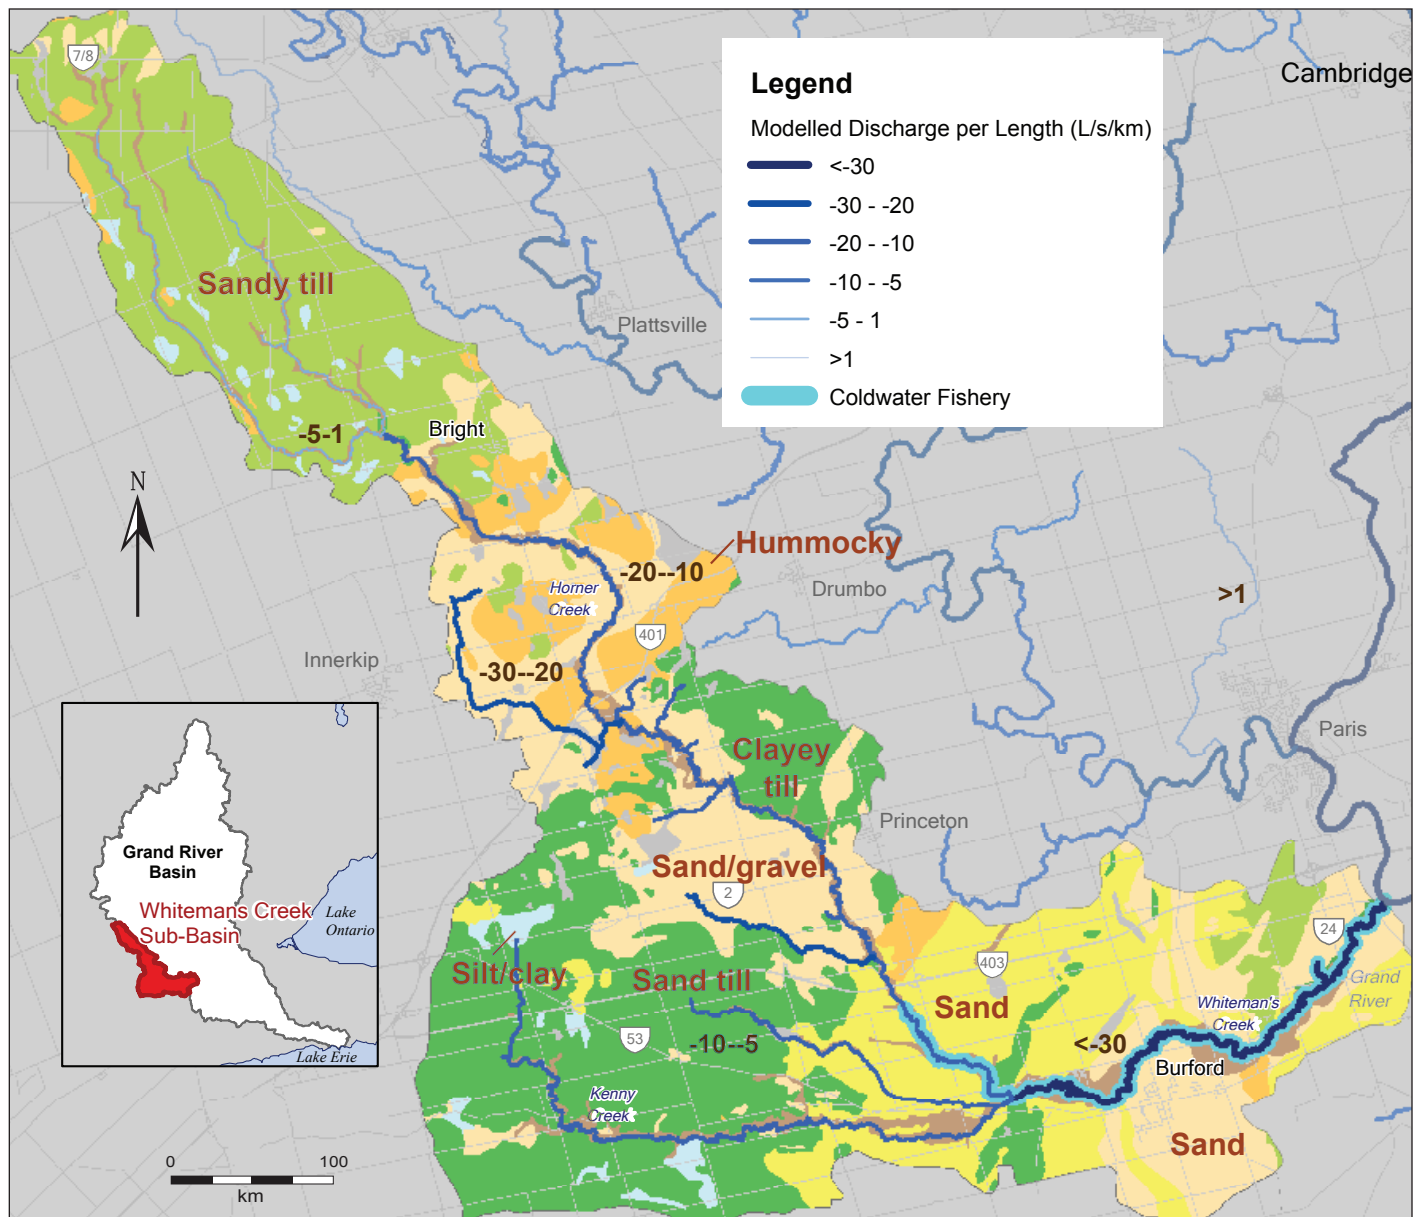 7/8
Cambridge
Legend
Modelled Discharge per Length (L/s/km)
<-30
-30 - -20
-20 - -10
-10 - -5
-5 - 1
>1
Coldwater Fishery
Sandy till
Plattsville
-5-1
Bright
N
Hummocky
-20--10
Horner
Creek
Drumbo
>1
401
Innerkip
-30--20
Paris
Clayey
till
Princeton
Sand/gravel
2
Grand River
Basin
Whitemans Creek
Sub-Basin
Lake
Ontario
Lake Erie
24
Silt/clay
Sand till
403
Grand
River
Sand
Whiteman's
Creek
53
-10--5
<-30
Burford
Kenny
Creek
Sand
0
100
km